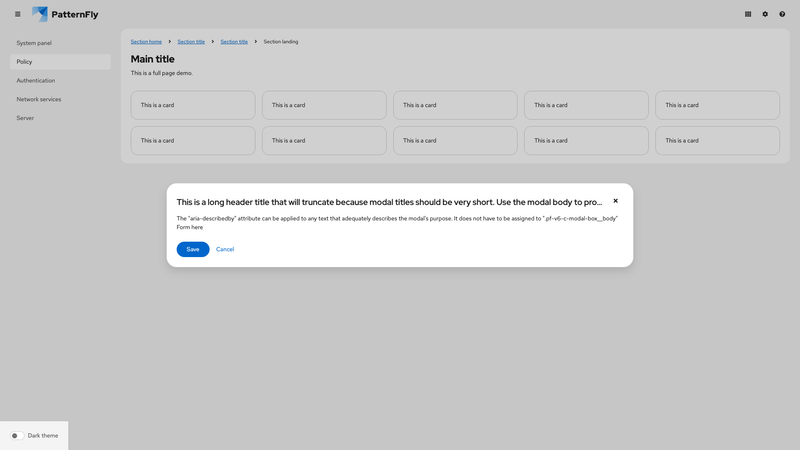 PatternFly
System panel
Policy
Authentication
Network services
Server
Section home
Section title
Section title
Section landing
Main title
This is a full page demo.
This is a card
This is a card
This is a card
This is a card
This is a card
This is a card
This is a card
This is a card
This is a card
This is a card
This is a long header title that will truncate because modal titles should be very short. Use the modal body to pro...
The "aria-describedby" attribute can be applied to any text that adequately describes the modal's purpose. It does not have to be assigned to ".pf-v6-c-modal-box__body"
Form here
Save
Cancel
Dark theme